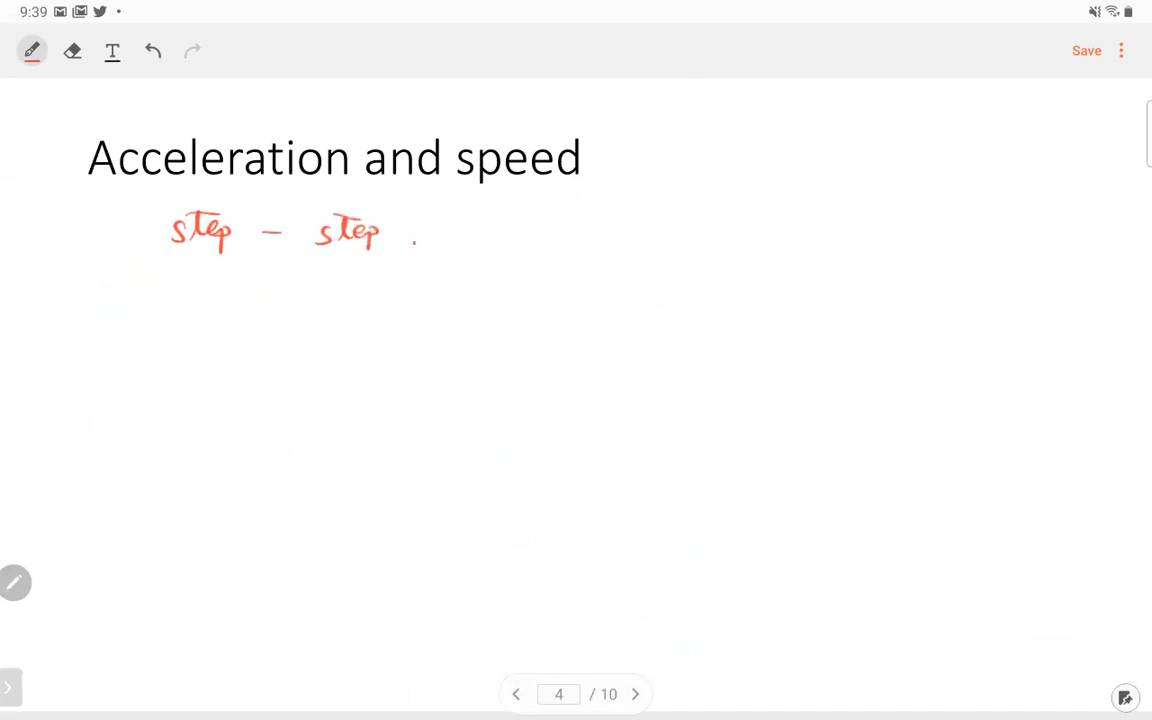 9:39
Save
Acceleration and speed
step - step .
4 / 10